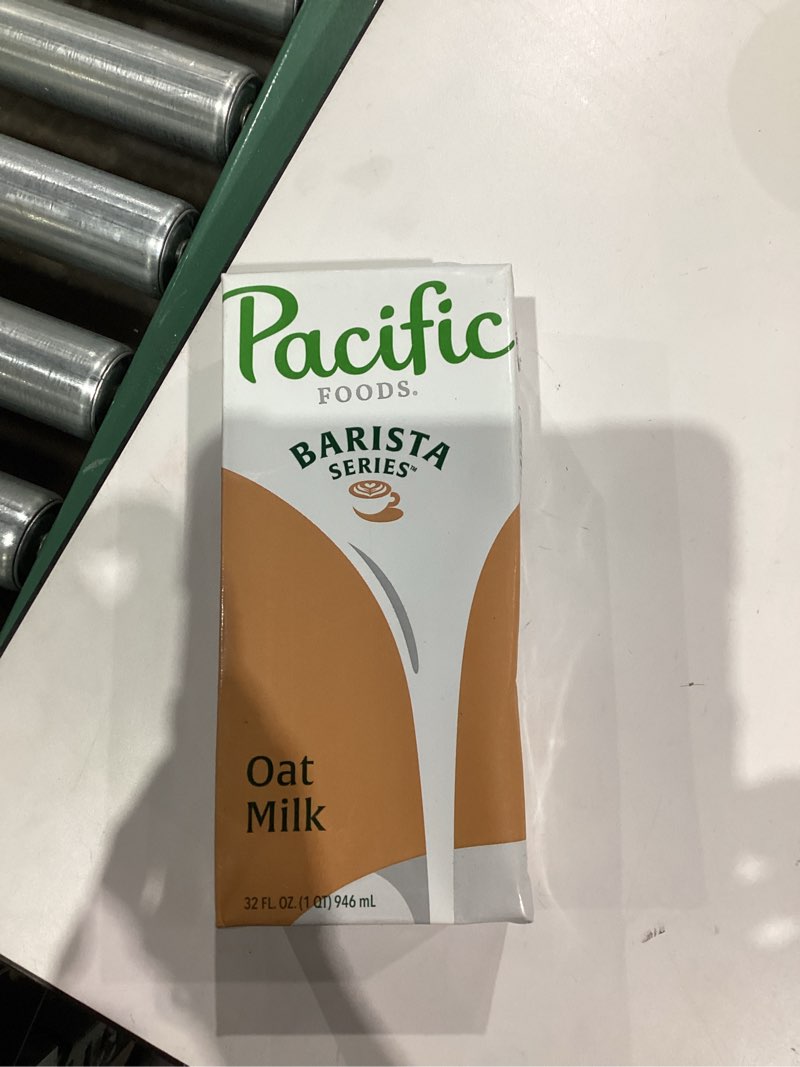 Pacific
FOODS®
BARISTA
SERIES™
Oat
Milk
32 FL. OZ. (1 QT) 946 mL